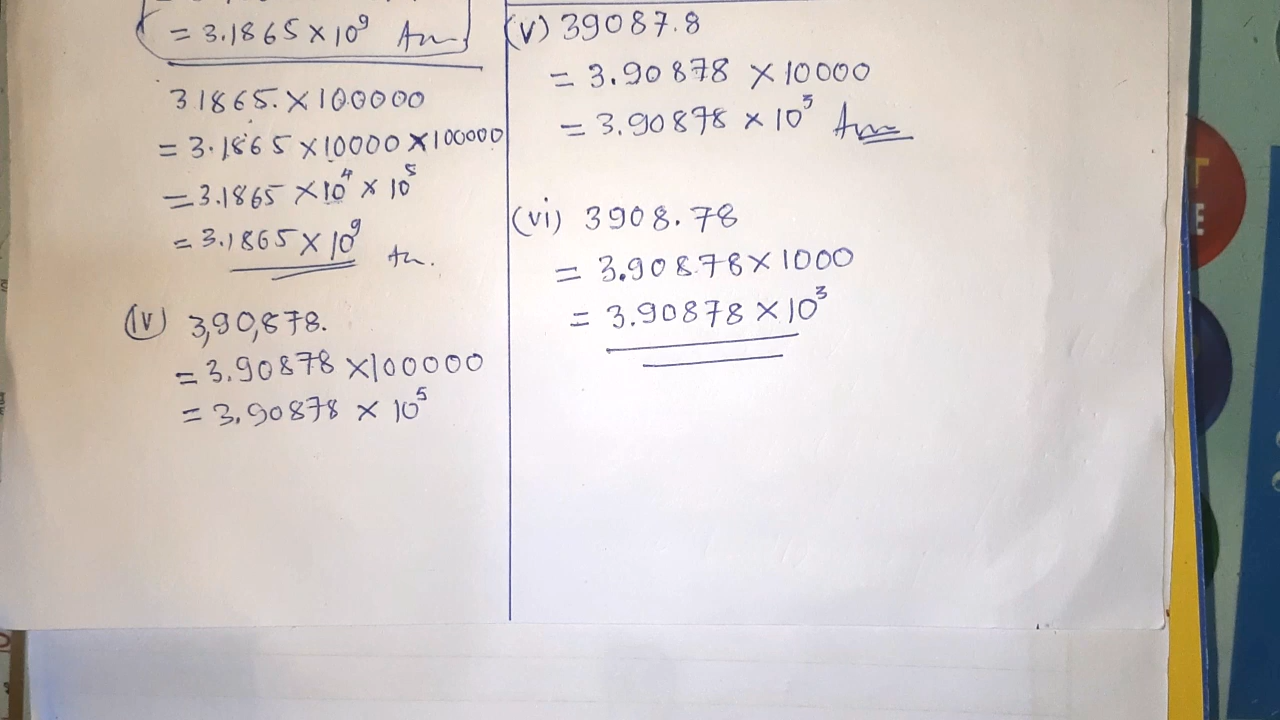 = 3.1865 × 10⁹ An.
31865. × 100000
= 3.1865 × 10000 × 100000
= 3.1865 × 10⁴ × 10⁵
= 3.1865 × 10⁹ An.
(iv) 3,90,878.
= 3.90878 × 100000
= 3.90878 × 10⁵
(v) 39087.8
= 3.90878 × 10000
= 3.90878 × 10⁵ Ans
(vi) 3908.78
= 3.90878 × 1000
= 3.90878 × 10³
T
E